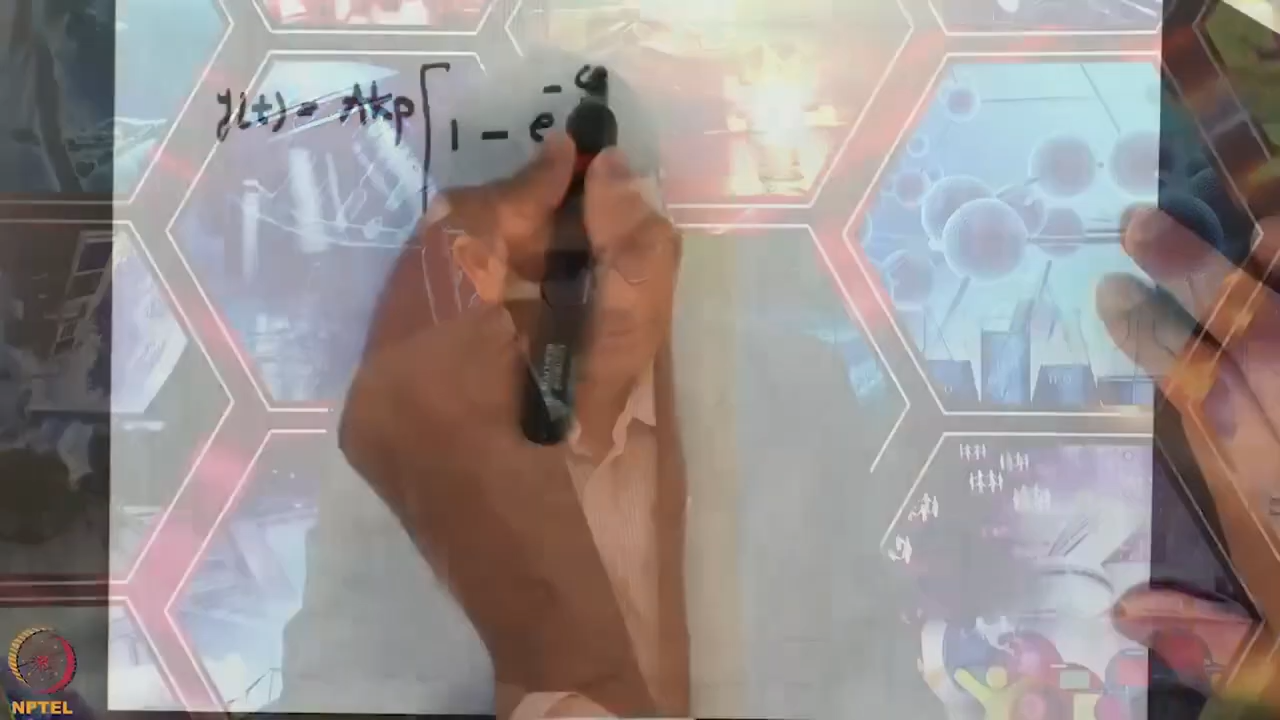 y(t) = Akp [ 1 - e^-
NPTEL